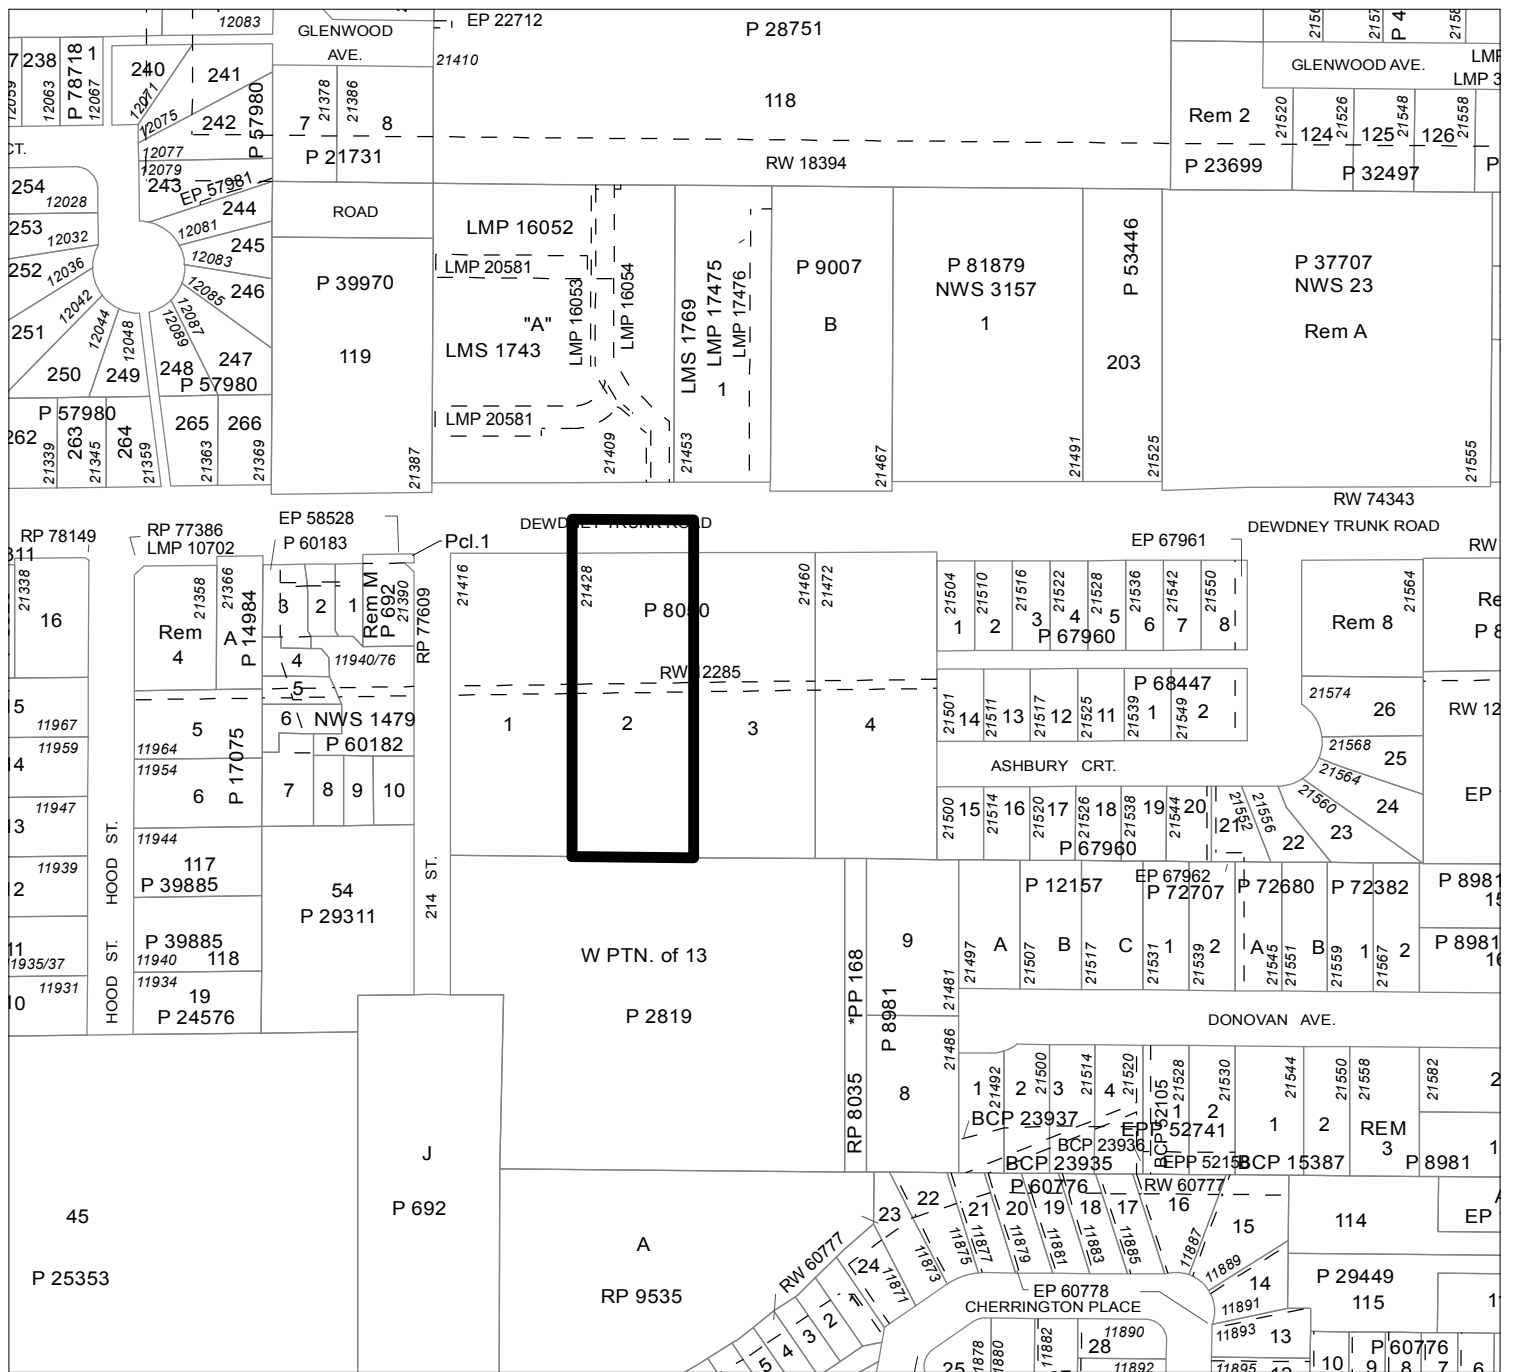 12083
GLENWOOD
AVE.
EP 22712
21410
P 28751
118
GLENWOOD AVE.
238
12063
P 78718
1
12067
240
12071
241
12075
242
P 57980
12077
12079
243
EP 57981
7
21378
21386
8
P 21731
RW 18394
Rem 2
P 23699
21520
124
21526
125
21548
126
21558
P 32497
254
12028
253
12032
252
12036
251
12042
250
12044
249
12048
244
12081
245
12083
246
12085
12087
12089
247
248
P 57980
ROAD
P 39970
119
21387
LMP 16052
LMP 20581
"A"
LMS 1743
LMP 16053
LMP 16054
LMP 20581
21409
LMS 1769
LMP 17475
LMP 17476
1
21453
P 9007
B
21467
P 81879
NWS 3157
1
21491
P 53446
203
21525
P 37707
NWS 23
Rem A
21555
P 57980
262
21339
263
21345
264
21359
265
21363
266
21369
RW 74343
DEWDNEY TRUNK ROAD
DEWDNEY TRUNK ROAD
RP 78149
RP 77386
LMP 10702
EP 58528
P 60183
Pcl.1
EP 67961
21338
16
Rem
4
21358
21366
A
P 14984
3
2
1
Rem M
P 692
21390
RP 77609
4
11940/76
5
6
NWS 1479
P 60182
7
8
9
10
21416
21428
P 8050
21460
21472
RW 12285
1
2
3
4
21504
1
21510
2
21516
3
21522
4
21528
5
21536
6
21542
7
21550
8
P 67960
Rem 8
21564
P 68447
21501
14
21511
13
21517
12
21525
11
21539
1
21549
2
21574
26
21568
25
21564
24
21560
23
ASHBURY CRT.
11967
11959
5
11964
11954
6
P 17075
11947
11944
117
P 39885
HOOD ST.
11939
54
P 29311
214 ST.
21500
15
21514
16
21520
17
21526
18
21538
19
21544
20
21
21552
21556
22
P 67960
EP 67962
P 12157
P 72707
P 72680
P 72382
21497
A
21507
B
21517
C
21531
1
21539
2
A
21545
21551
B
21559
1
21567
2
11935/37
P 39885
11940
118
HOOD ST.
11931
11934
19
P 24576
W PTN. of 13
P 2819
*PP 168
RP 8035
9
21481
P 8981
21486
8
DONOVAN AVE.
1
21492
2
21500
3
21514
4
21520
BCP 52105
21528
1
21530
2
21544
1
21550
2
21558
REM
3
21582
BCP 23937
BCP 23936
EPP 52741
BCP 23935
BCP 15387
P 8981
J
P 692
45
P 25353
A
RP 9535
P 60776
RW 60777
23
22
21
20
19
18
17
16
15
114
11873
11875
11877
11879
11881
11883
11885
11887
11889
24
11871
RW 60777
1
2
3
4
5
EP 60778
CHERRINGTON PLACE
14
11891
P 29449
115
11893
13
11895
25
11878
11880
11882
28
11890
11892
P 60776
10
9
8
7
6